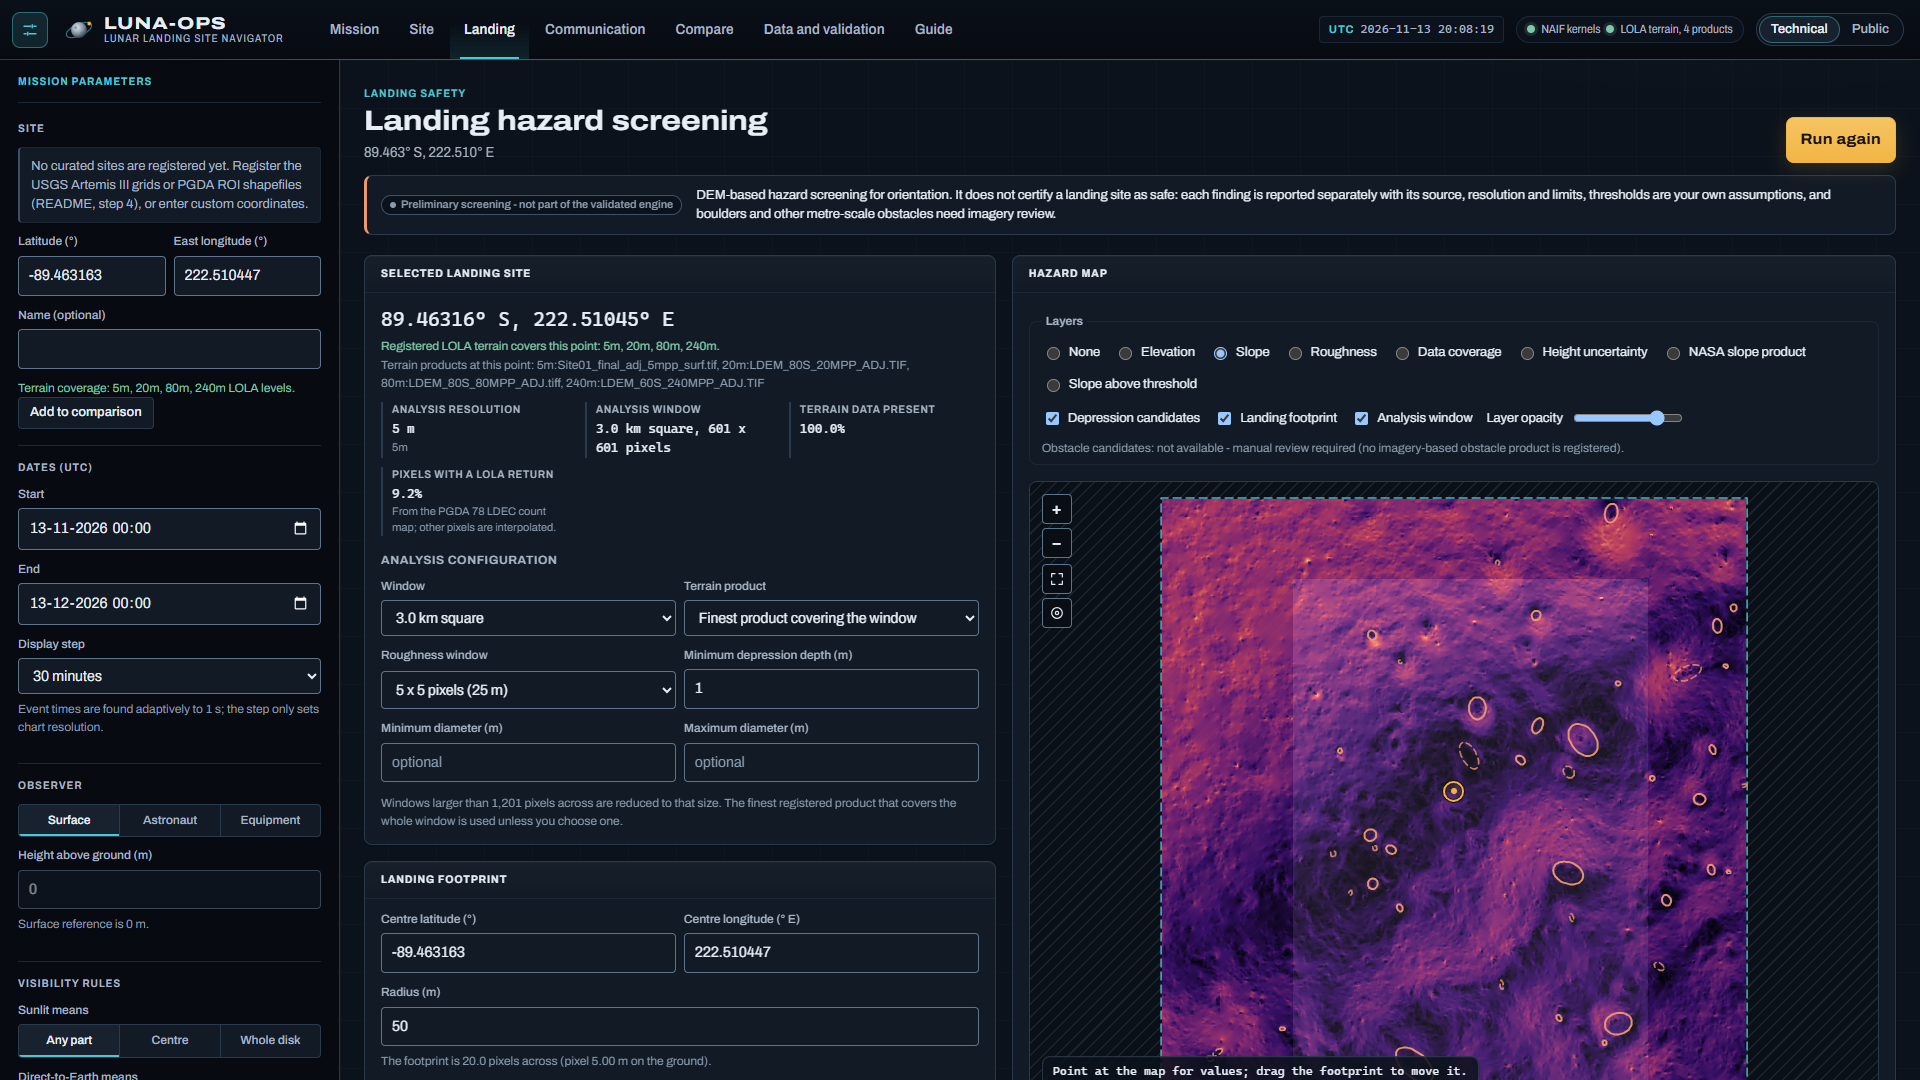 LUNA-OPS
LUNAR LANDING SITE NAVIGATOR
Mission
Site
Landing
Communication
Compare
Data and validation
Guide
UTC 2026-11-13 20:08:19
NAIF kernels
LOLA terrain, 4 products
Technical
Public
MISSION PARAMETERS
SITE
No curated sites are registered yet. Register the
USGS Artemis III grids or PGDA ROI shapefiles
(README, step 4), or enter custom coordinates.
Latitude (°)
East longitude (°)
-89.463163
222.510447
Name (optional)
Terrain coverage: 5m, 20m, 80m, 240m LOLA levels.
Add to comparison
DATES (UTC)
Start
13-11-2026 00:00
End
13-12-2026 00:00
Display step
30 minutes
Event times are found adaptively to 1 s; the step only sets
chart resolution.
OBSERVER
Surface
Astronaut
Equipment
Height above ground (m)
0
Surface reference is 0 m.
VISIBILITY RULES
Sunlit means
Any part
Centre
Whole disk
Direct-to-Earth means
LANDING SAFETY
Landing hazard screening
89.463° S, 222.510° E
Run again
Preliminary screening - not part of the validated engine
DEM-based hazard screening for orientation. It does not certify a landing site as safe: each finding is reported separately with its source, resolution and limits, thresholds are your own assumptions, and
boulders and other metre-scale obstacles need imagery review.
SELECTED LANDING SITE
89.46316° S, 222.51045° E
Registered LOLA terrain covers this point: 5m, 20m, 80m, 240m.
Terrain products at this point: 5m:Site01_final_adj_5mpp_surf.tif, 20m:LDEM_80S_20MPP_ADJ.TIF,
80m:LDEM_80S_80MPP_ADJ.tiff, 240m:LDEM_60S_240MPP_ADJ.TIF
ANALYSIS RESOLUTION
5 m
5m
ANALYSIS WINDOW
3.0 km square, 601 x
601 pixels
TERRAIN DATA PRESENT
100.0%
PIXELS WITH A LOLA RETURN
9.2%
From the PGDA 78 LDEC count
map; other pixels are interpolated.
ANALYSIS CONFIGURATION
Window
Terrain product
3.0 km square
Finest product covering the window
Roughness window
Minimum depression depth (m)
5 x 5 pixels (25 m)
1
Minimum diameter (m)
Maximum diameter (m)
optional
optional
Windows larger than 1,201 pixels across are reduced to that size. The finest registered product that covers the
whole window is used unless you choose one.
LANDING FOOTPRINT
Centre latitude (°)
Centre longitude (° E)
-89.463163
222.510447
Radius (m)
50
The footprint is 20.0 pixels across (pixel 5.00 m on the ground).
HAZARD MAP
Layers
None
Elevation
Slope
Roughness
Data coverage
Height uncertainty
NASA slope product
Slope above threshold
Depression candidates
Landing footprint
Analysis window
Layer opacity
Obstacle candidates: not available - manual review required (no imagery-based obstacle product is registered).
+
−
Point at the map for values; drag the footprint to move it.